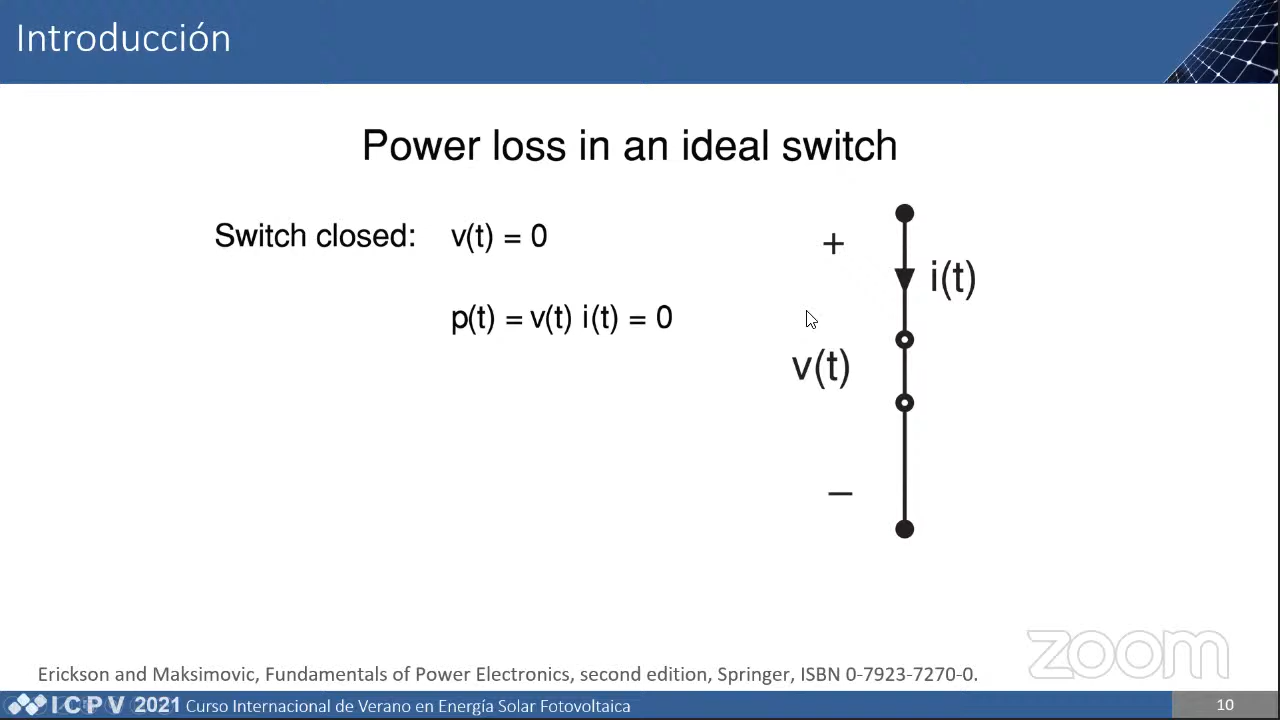 Introducción
Power loss in an ideal switch
Switch closed: v(t) = 0
p(t) = v(t) i(t) = 0
+
i(t)
v(t)
–
zoom
Erickson and Maksimovic, Fundamentals of Power Electronics, second edition, Springer, ISBN 0-7923-7270-0.
ICPV 2021 Curso Internacional de Verano en Energía Solar Fotovoltaica
10